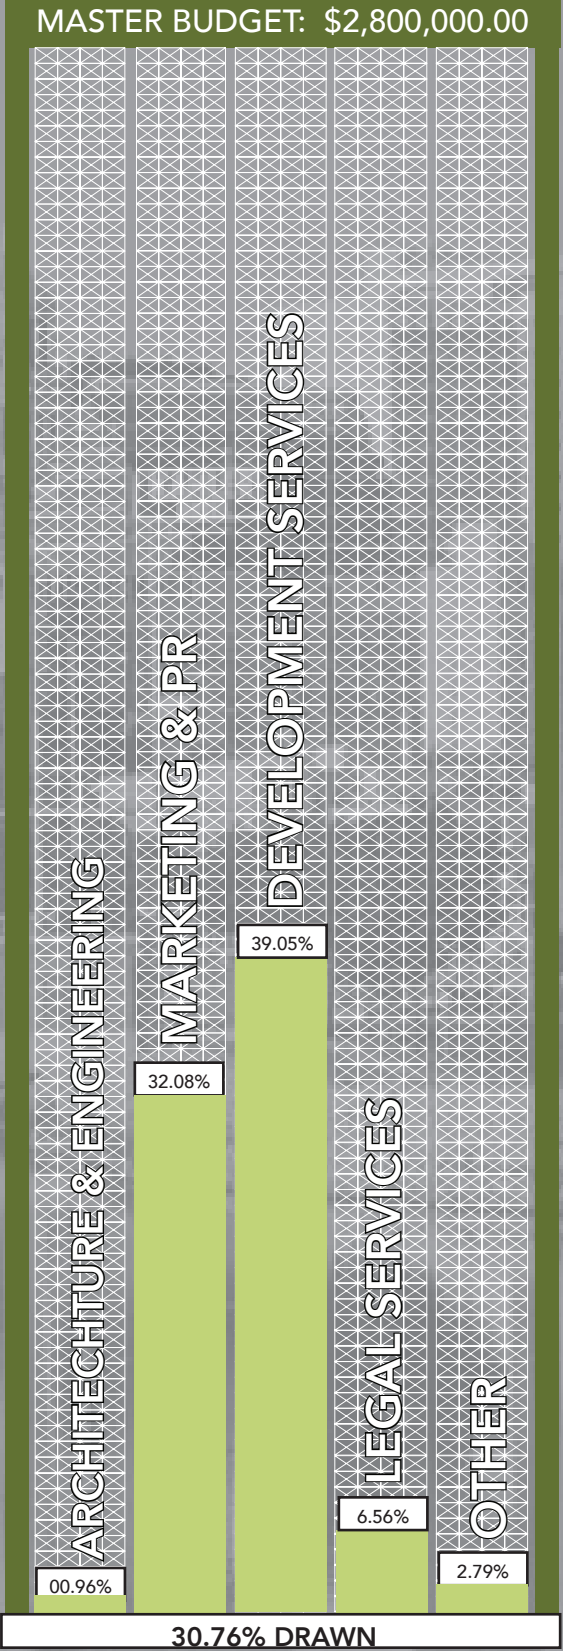 MASTER BUDGET: $2,800,000.00
ARCHITECHTURE & ENGINEERING
00.96%
MARKETING & PR
32.08%
DEVELOPMENT SERVICES
39.05%
LEGAL SERVICES
6.56%
OTHER
2.79%
30.76% DRAWN